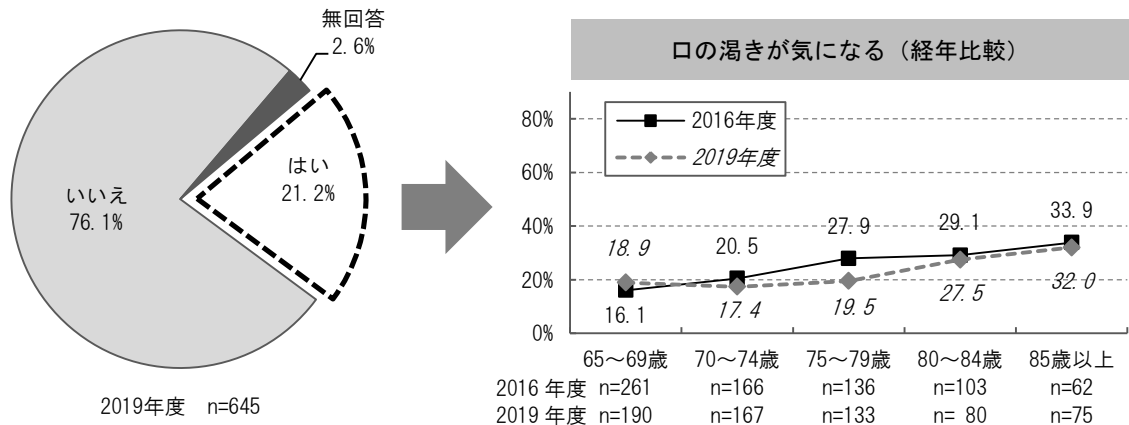 無回答
2.6%
はい
21.2%
いいえ
76.1%
2019年度 n=645
口の渇きが気になる（経年比較）
80%
60%
40%
20%
0%
2016年度
2019年度
16.1 20.5 27.9 29.1 33.9
18.9 17.4 19.5 27.5 32.0
65～69歳 70～74歳 75～79歳 80～84歳 85歳以上
2016 年度 n=261 n=166 n=136 n=103 n=62
2019 年度 n=190 n=167 n=133 n= 80 n=75